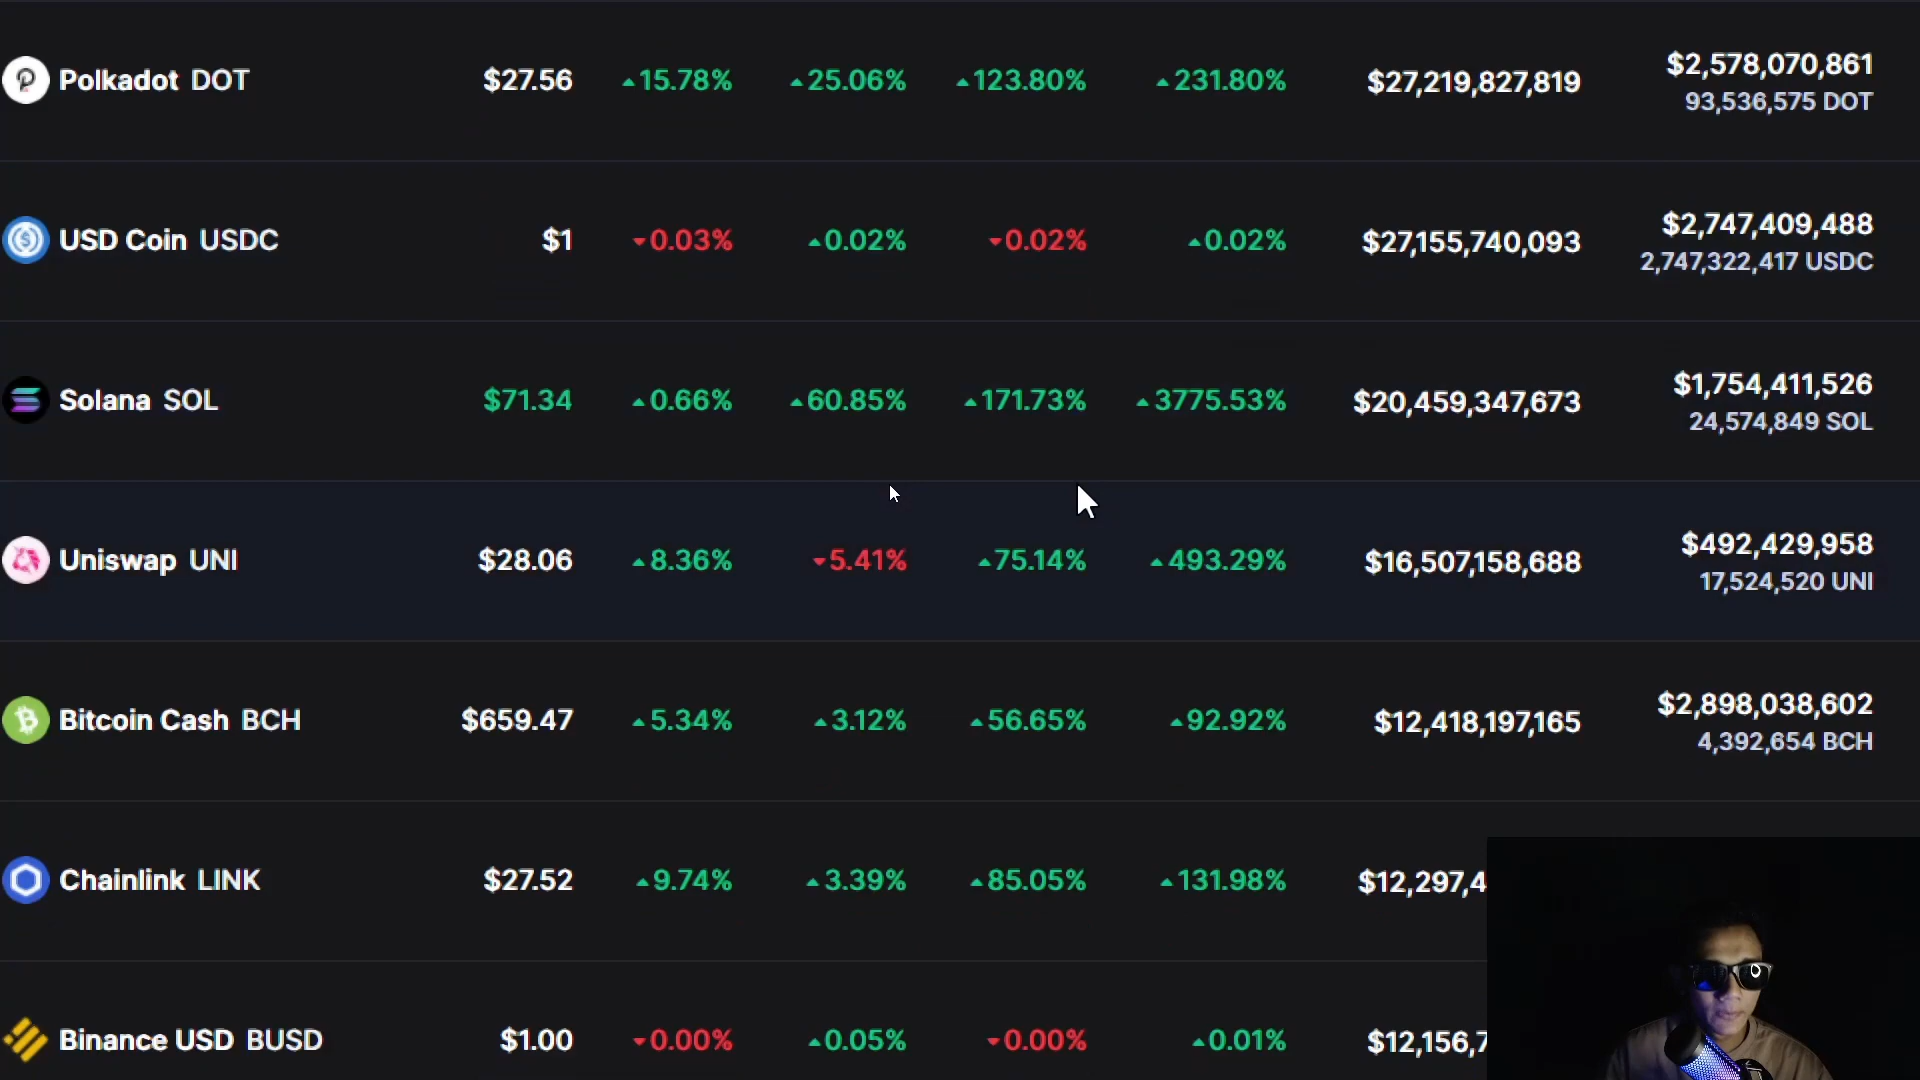 Polkadot DOT $27.56 15.78% 25.06% 123.80% 231.80% $27,219,827,819 $2,578,070,861
93,536,575 DOT
USD Coin USDC $1 0.03% 0.02% 0.02% 0.02% $27,155,740,093 $2,747,409,488
2,747,322,417 USDC
Solana SOL $71.34 0.66% 60.85% 171.73% 3775.53% $20,459,347,673 $1,754,411,526
24,574,849 SOL
Uniswap UNI $28.06 8.36% 5.41% 75.14% 493.29% $16,507,158,688 $492,429,958
17,524,520 UNI
Bitcoin Cash BCH $659.47 5.34% 3.12% 56.65% 92.92% $12,418,197,165 $2,898,038,602
4,392,654 BCH
Chainlink LINK $27.52 9.74% 3.39% 85.05% 131.98% $12,297,4
Binance USD BUSD $1.00 0.00% 0.05% 0.00% 0.01% $12,156,7